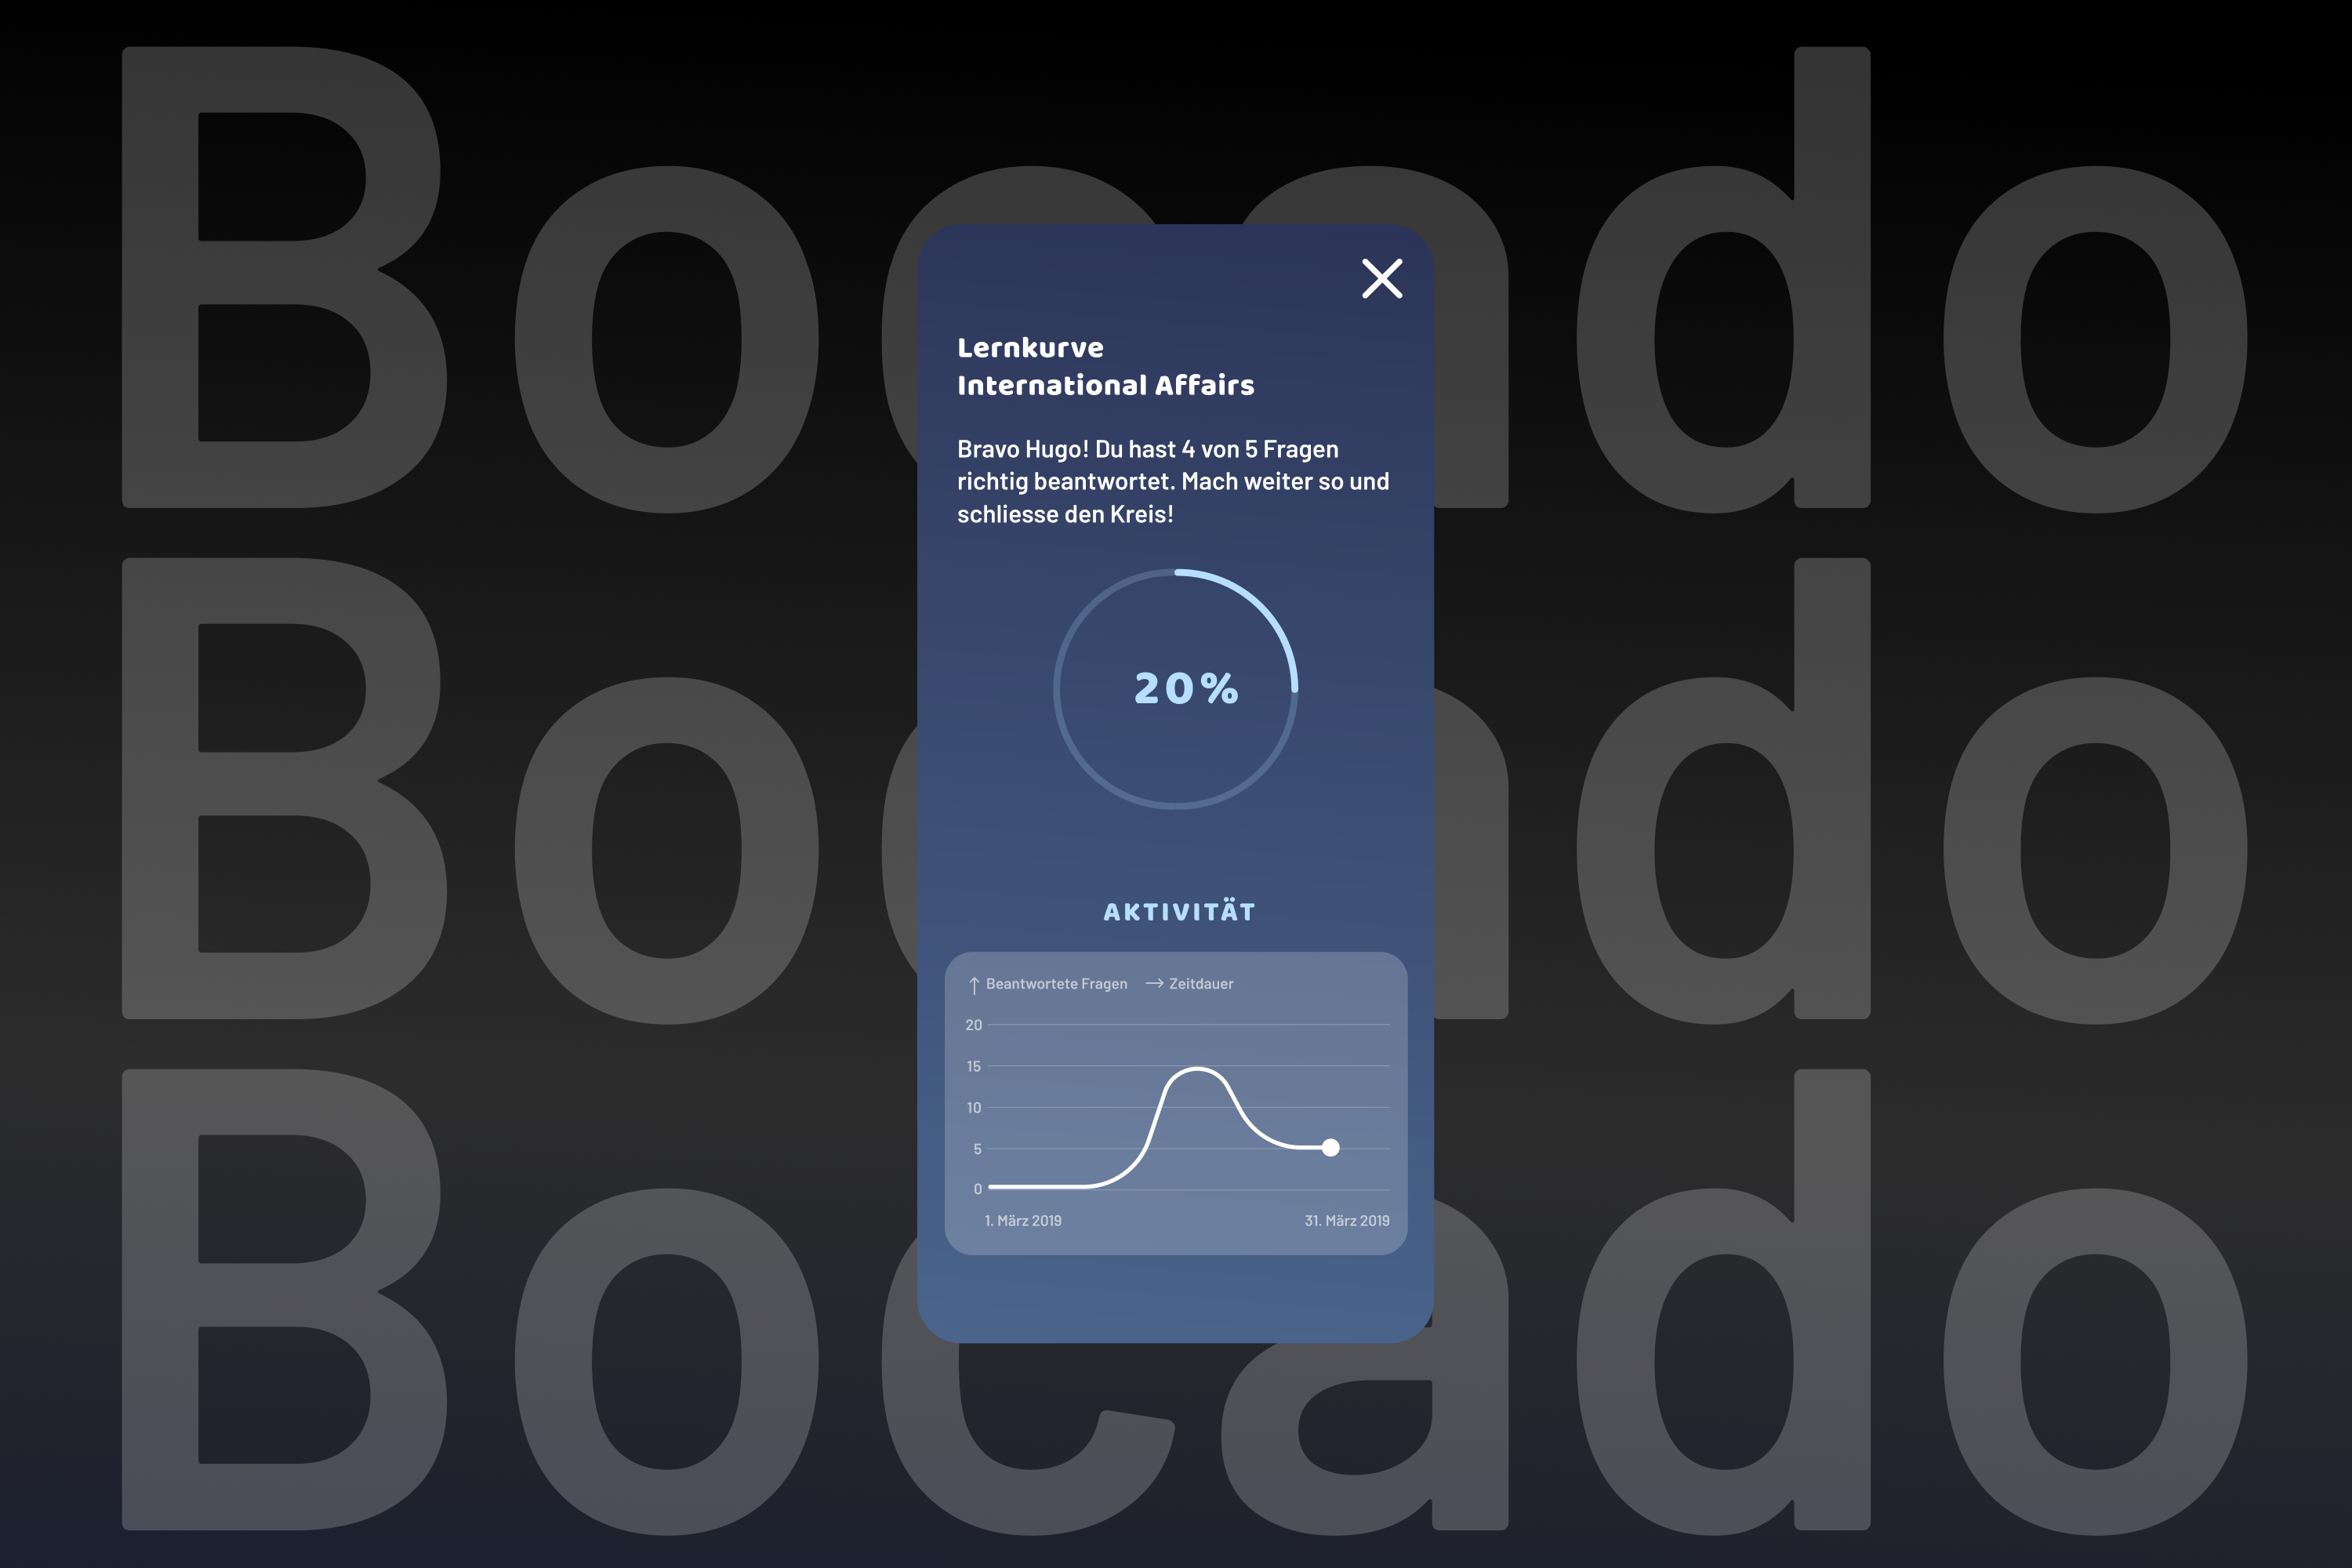 Bocado
Lernkurve
International Affairs
Bravo Hugo! Du hast 4 von 5 Fragen
richtig beantwortet. Mach weiter so und
schliesse den Kreis!
20%
Bocado
AKTIVITÄT
↑ Beantwortete Fragen → Zeitdauer
20
15
10
5
0
1. März 2019 31. März 2019
Bocado